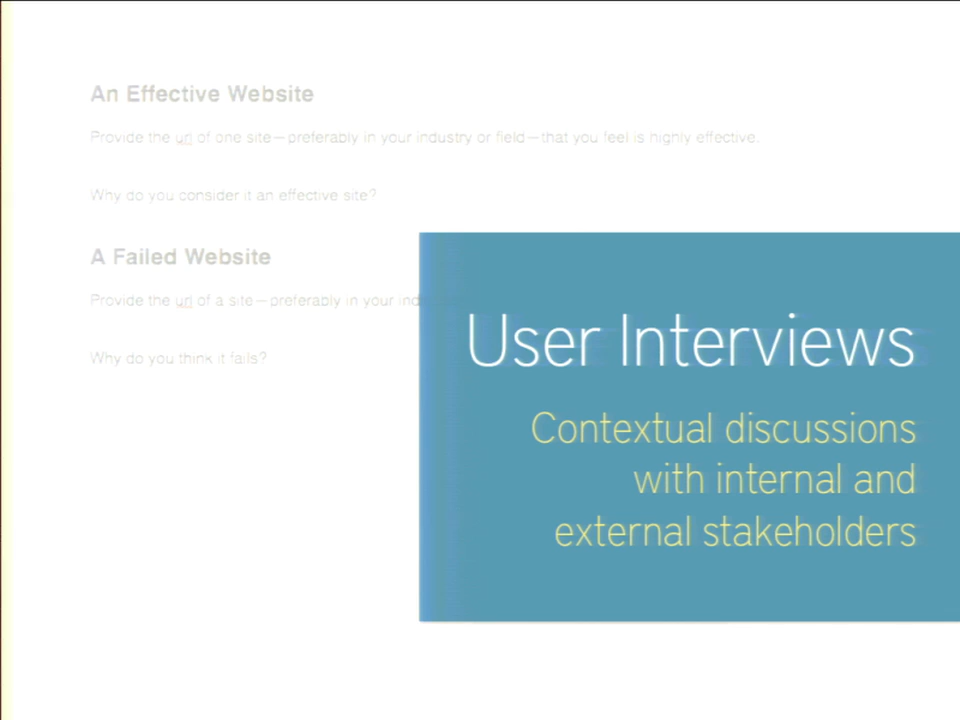 An Effective Website
Provide the url of one site—preferably in your industry or field—that you feel is highly effective.
Why do you consider it an effective site?
A Failed Website
Provide the url of a site—preferably in your ind
Why do you think it fails?
User Interviews
Contextual discussions
with internal and
external stakeholders